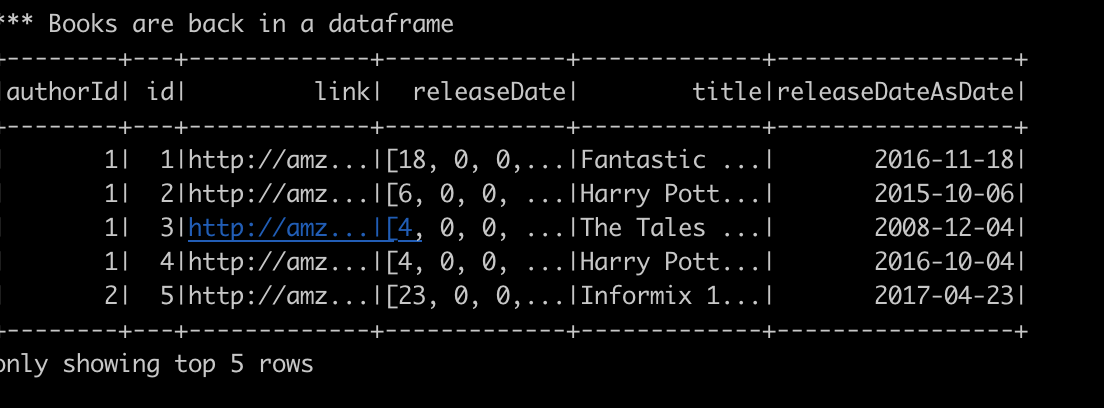 *** Books are back in a dataframe
+--------+---+-------------+-------------+-------------+----------------+
|authorId| id|         link|  releaseDate|        title|releaseDateAsDate|
+--------+---+-------------+-------------+-------------+----------------+
|       1|  1|http://amz...|[18, 0, 0,...|Fantastic ...|      2016-11-18|
|       1|  2|http://amz...|[6, 0, 0, ...|Harry Pott...|      2015-10-06|
|       1|  3|http://amz...|[4, 0, 0, ...|The Tales ...|      2008-12-04|
|       1|  4|http://amz...|[4, 0, 0, ...|Harry Pott...|      2016-10-04|
|       2|  5|http://amz...|[23, 0, 0,...|Informix 1...|      2017-04-23|
+--------+---+-------------+-------------+-------------+----------------+
only showing top 5 rows